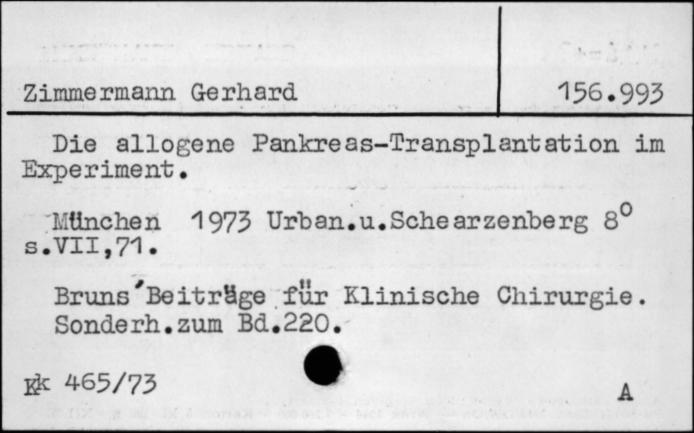 Zimmermann Gerhard 156.993
Die allogene Pankreas-Transplantation im
Experiment.
München 1973 Urban.u.Schearzenberg 8⁰
s.VII,71.
Bruns'Beiträge für Klinische Chirurgie.
Sonderh.zum Bd.220.
Kk 465/73
A